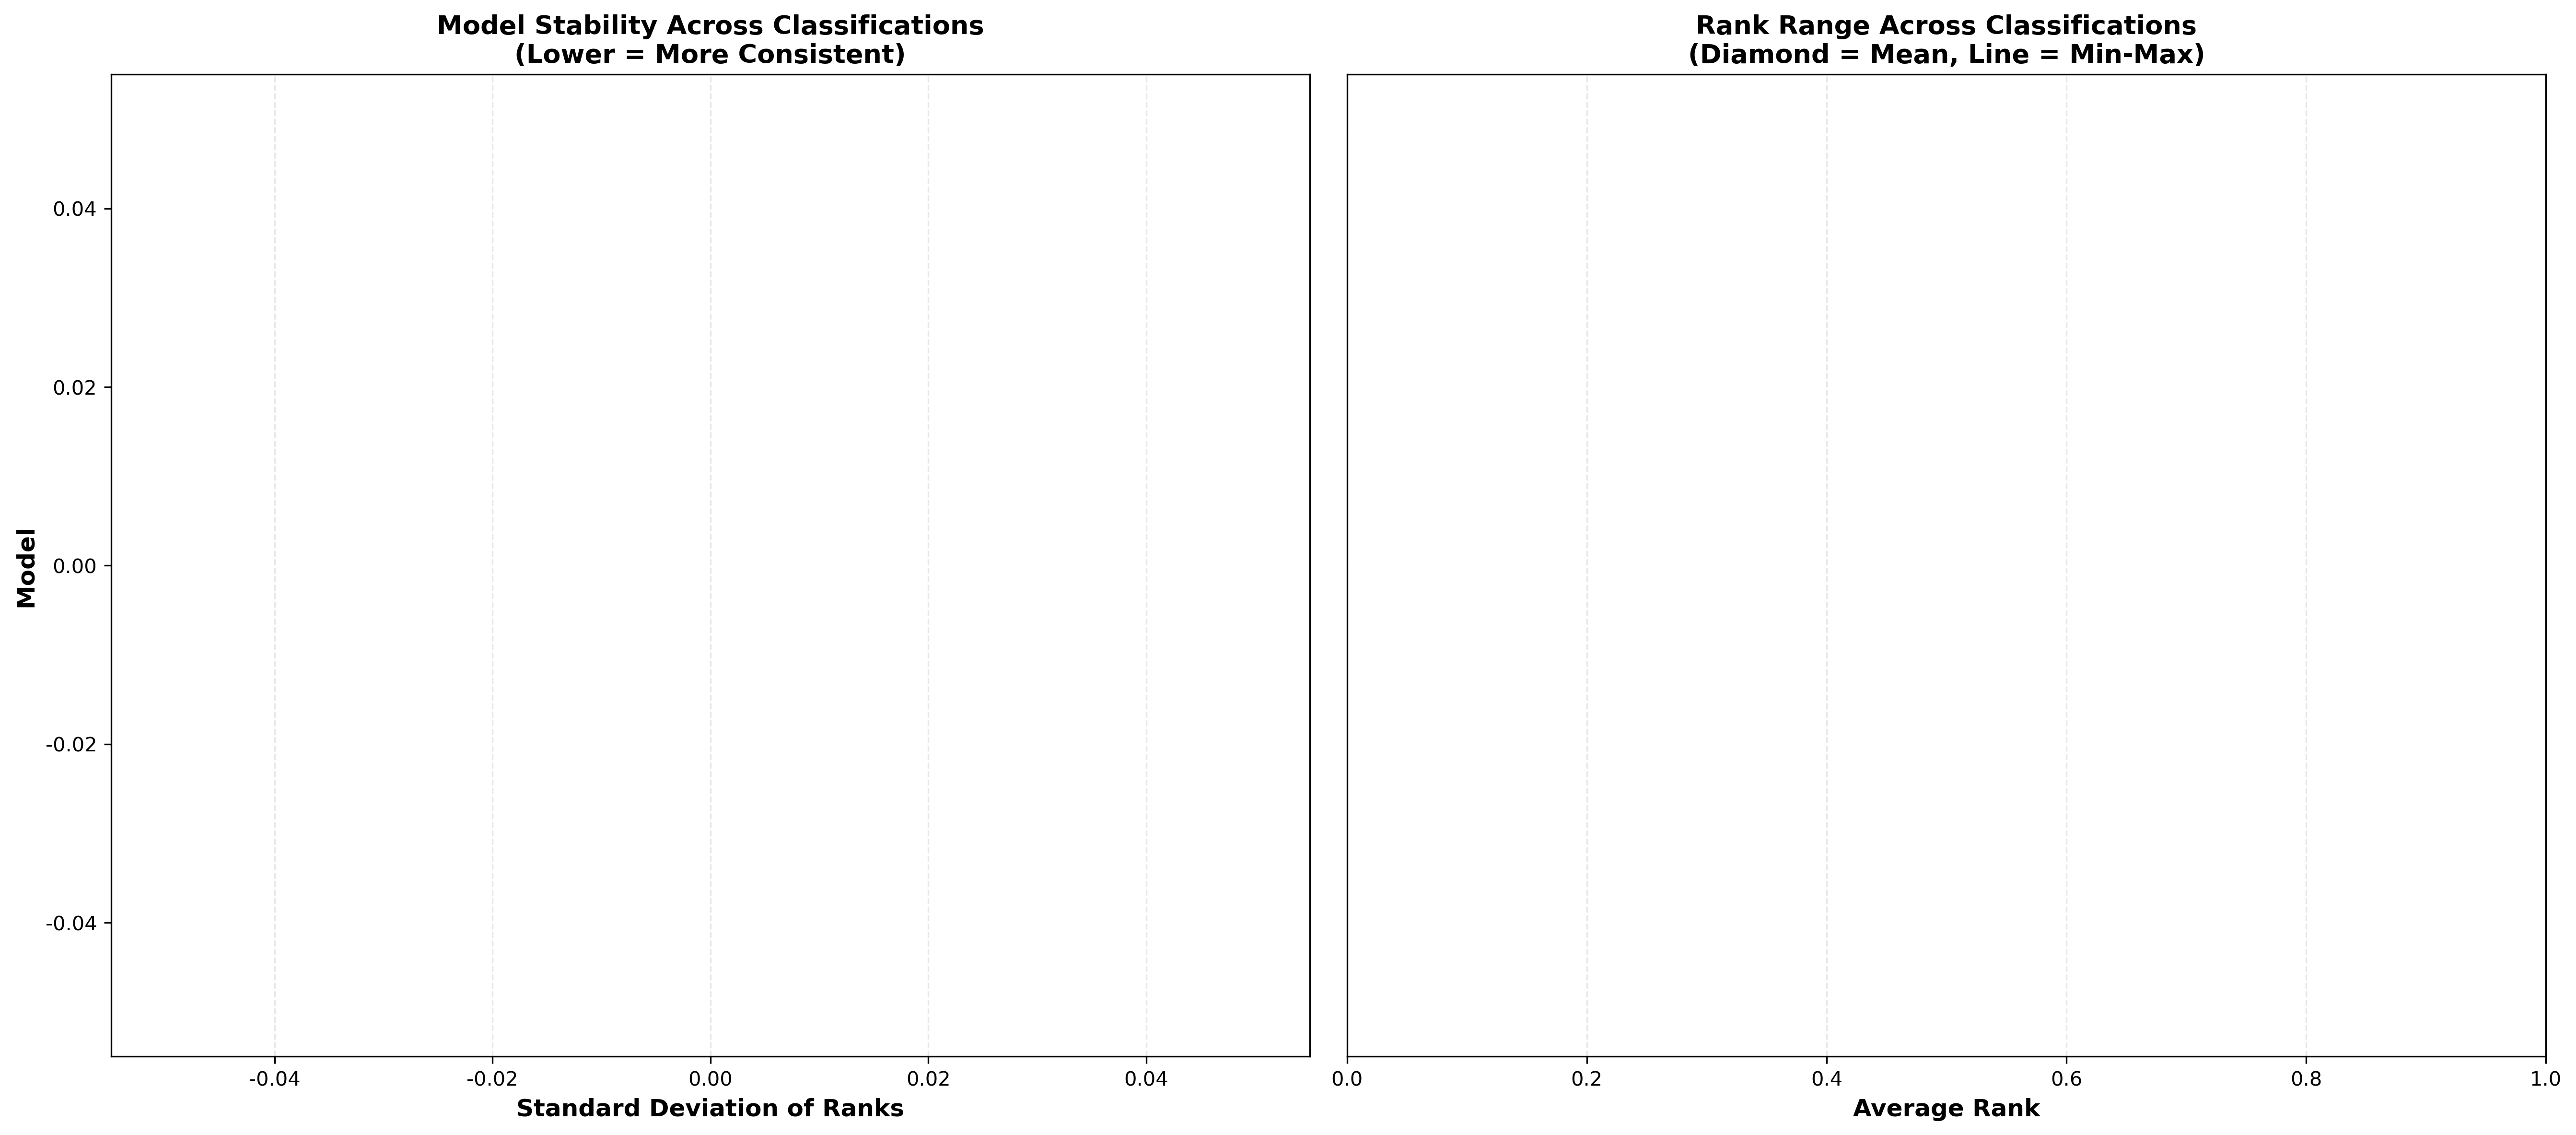 Model Stability Across Classifications
(Lower = More Consistent)
Model
0.04
0.02
0.00
-0.02
-0.04
-0.04 -0.02 0.00 0.02 0.04
Standard Deviation of Ranks
Rank Range Across Classifications
(Diamond = Mean, Line = Min-Max)
0.0 0.2 0.4 0.6 0.8 1.0
Average Rank